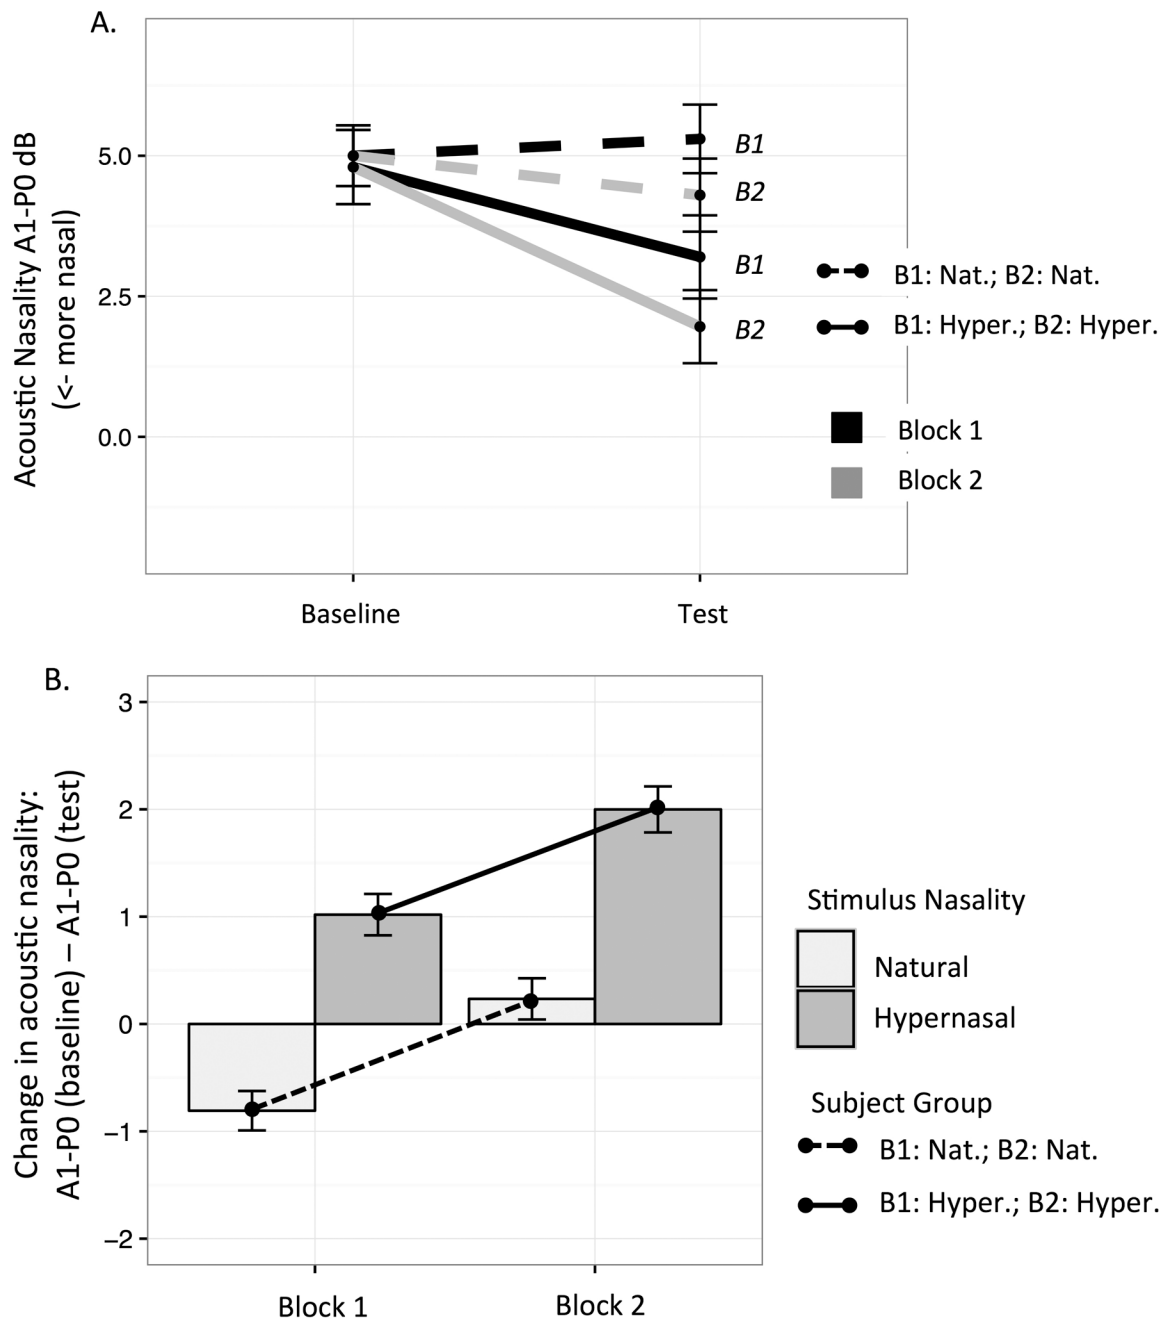 A.
Acoustic Nasality A1-P0 dB
(<- more nasal)
5.0
2.5
0.0
B1
B2
B1
B2
B1: Nat.; B2: Nat.
B1: Hyper.; B2: Hyper.
Block 1
Block 2
Baseline
Test
B.
Change in acoustic nasality:
A1-P0 (baseline) – A1-P0 (test)
3
2
1
0
−1
−2
Block 1
Block 2
Stimulus Nasality
Natural
Hypernasal
Subject Group
B1: Nat.; B2: Nat.
B1: Hyper.; B2: Hyper.